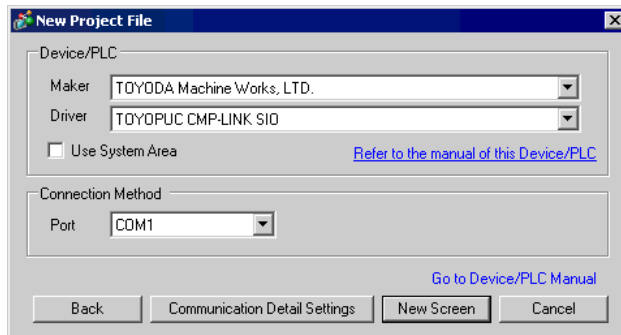 New Project File
Device/PLC
Maker TOYODA Machine Works, LTD.
Driver TOYOPUC CMP-LINK SIO
Use System Area Refer to the manual of this Device/PLC
Connection Method
Port COM1
Go to Device/PLC Manual
Back Communication Detail Settings New Screen Cancel